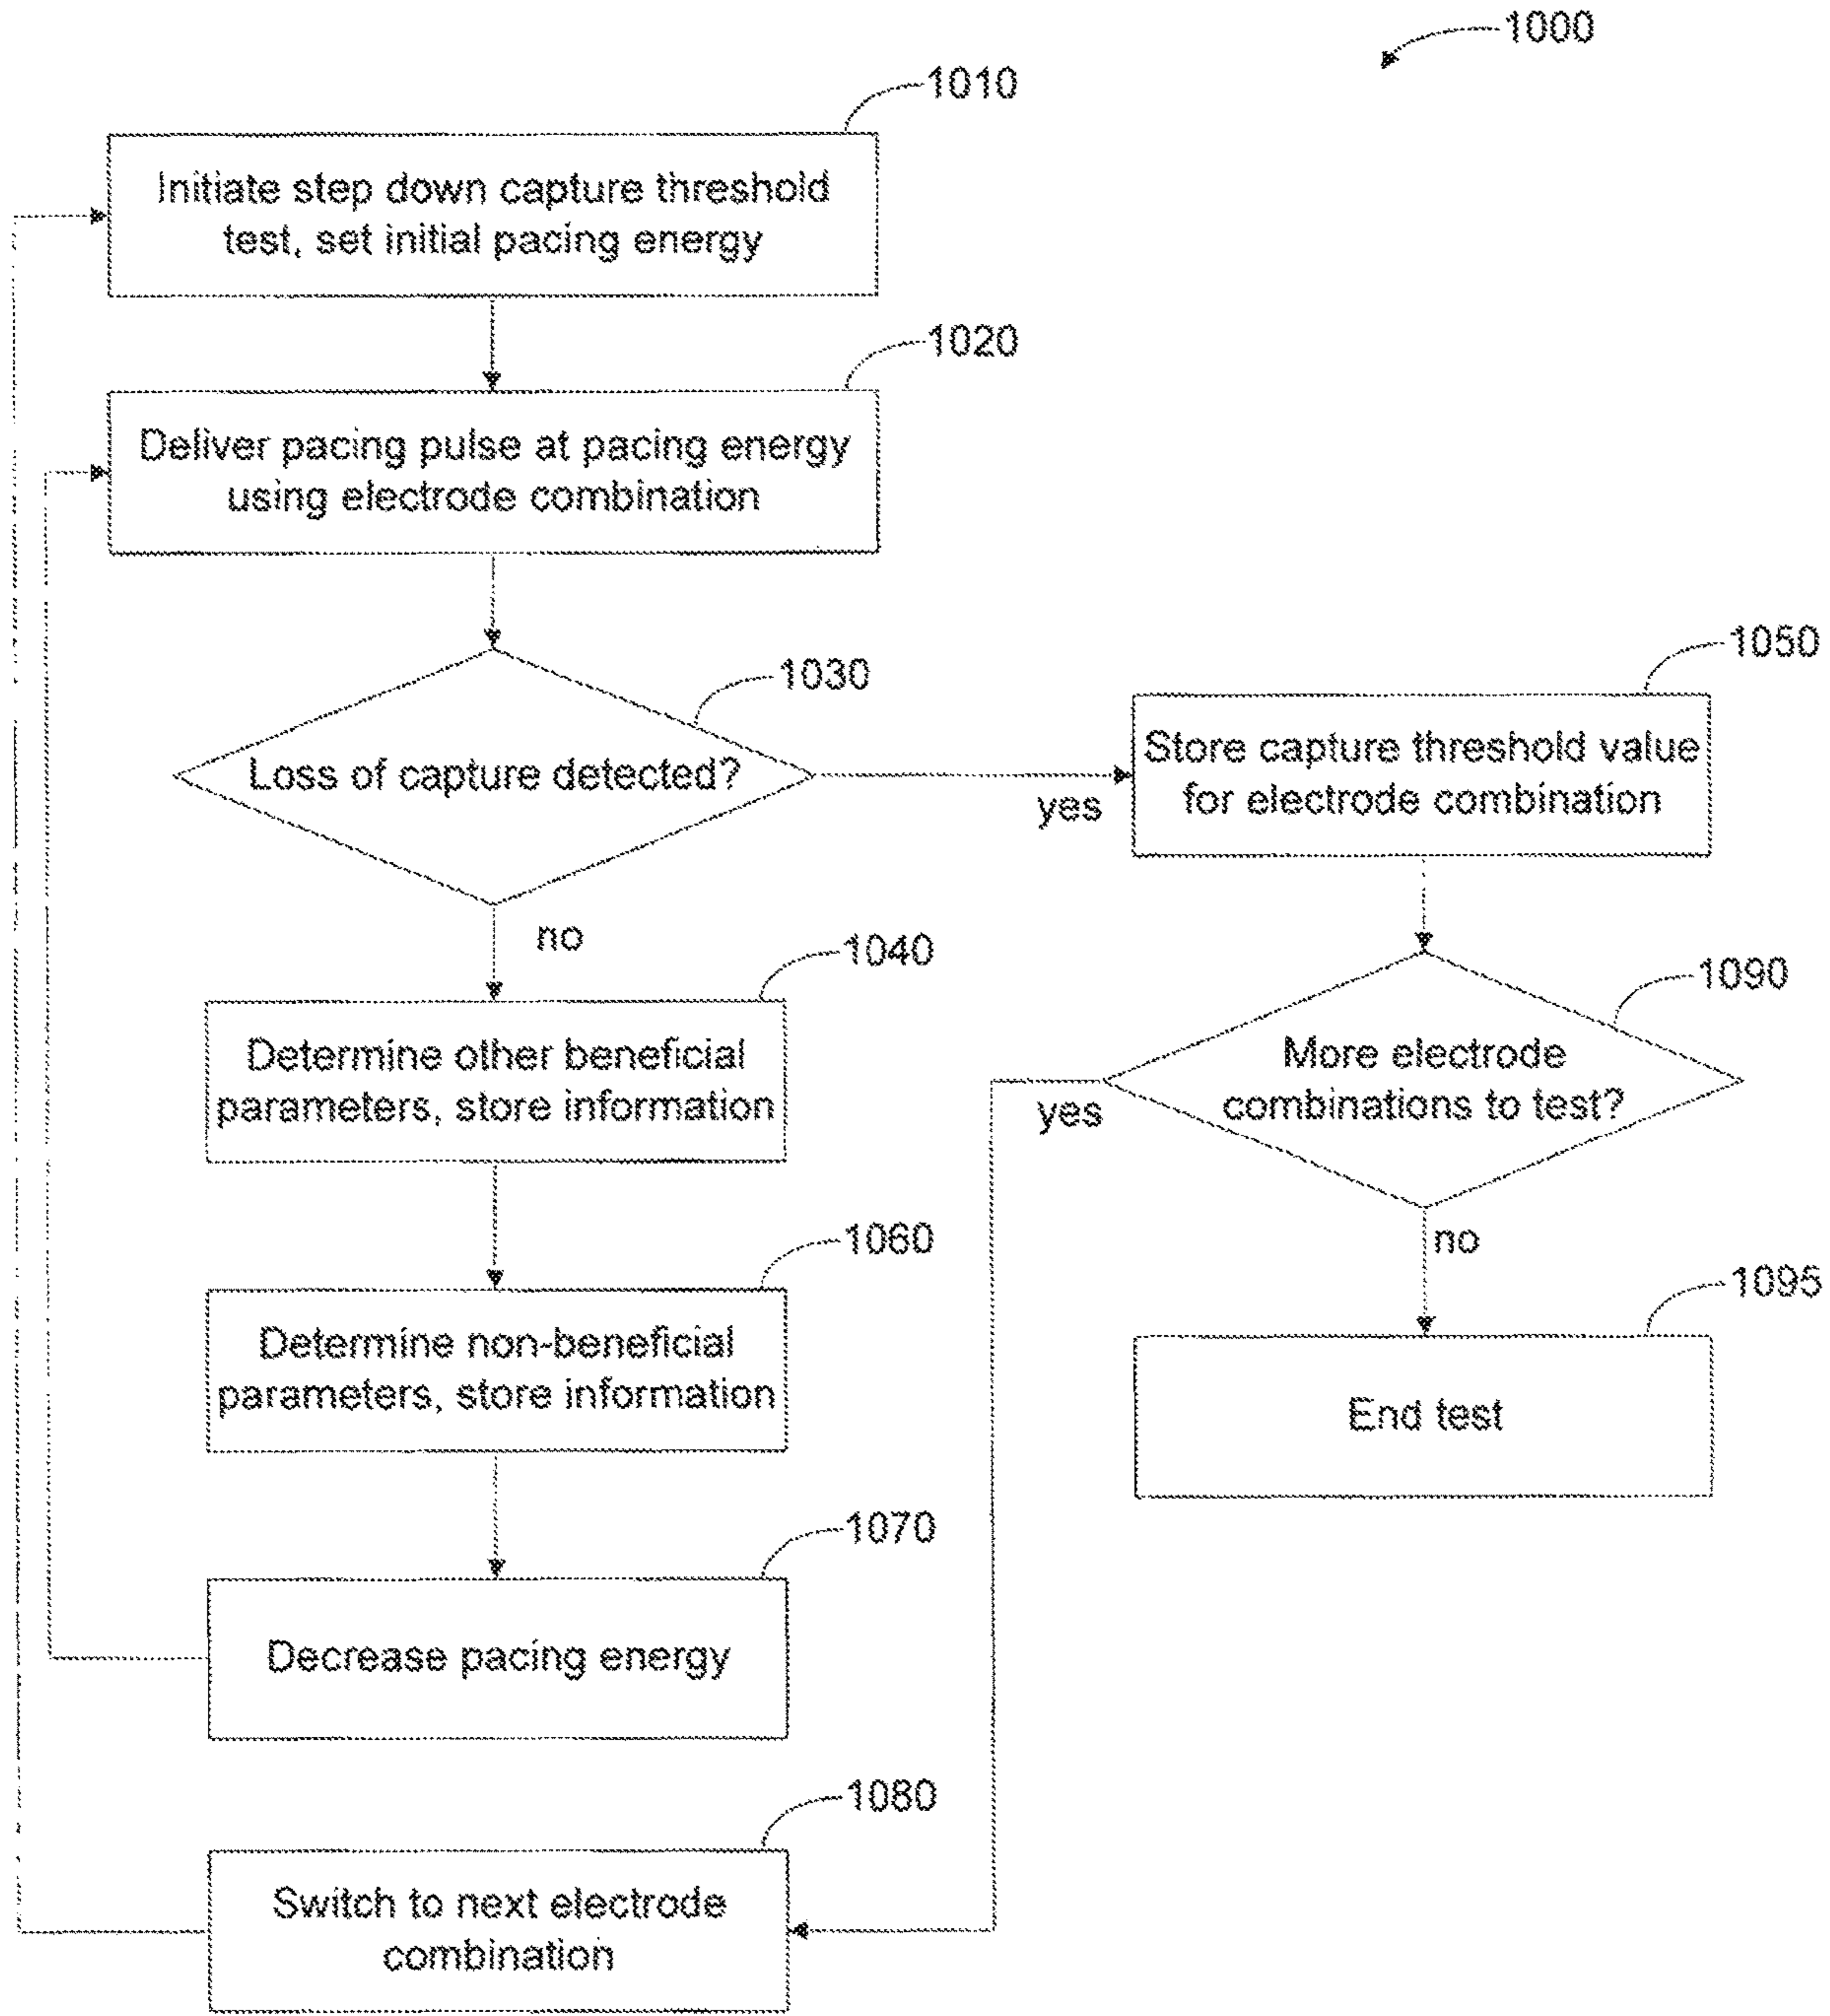 1000
1010
Initiate step down capture threshold
test, set initial pacing energy
1020
Deliver pacing pulse at pacing energy
using electrode combination
1030
Loss of capture detected?
yes
no
1050
Store capture threshold value
for electrode combination
1040
Determine other beneficial
parameters, store information
1090
More electrode
combinations to test?
yes
no
1060
Determine non-beneficial
parameters, store information
1095
End test
1070
Decrease pacing energy
1080
Switch to next electrode
combination